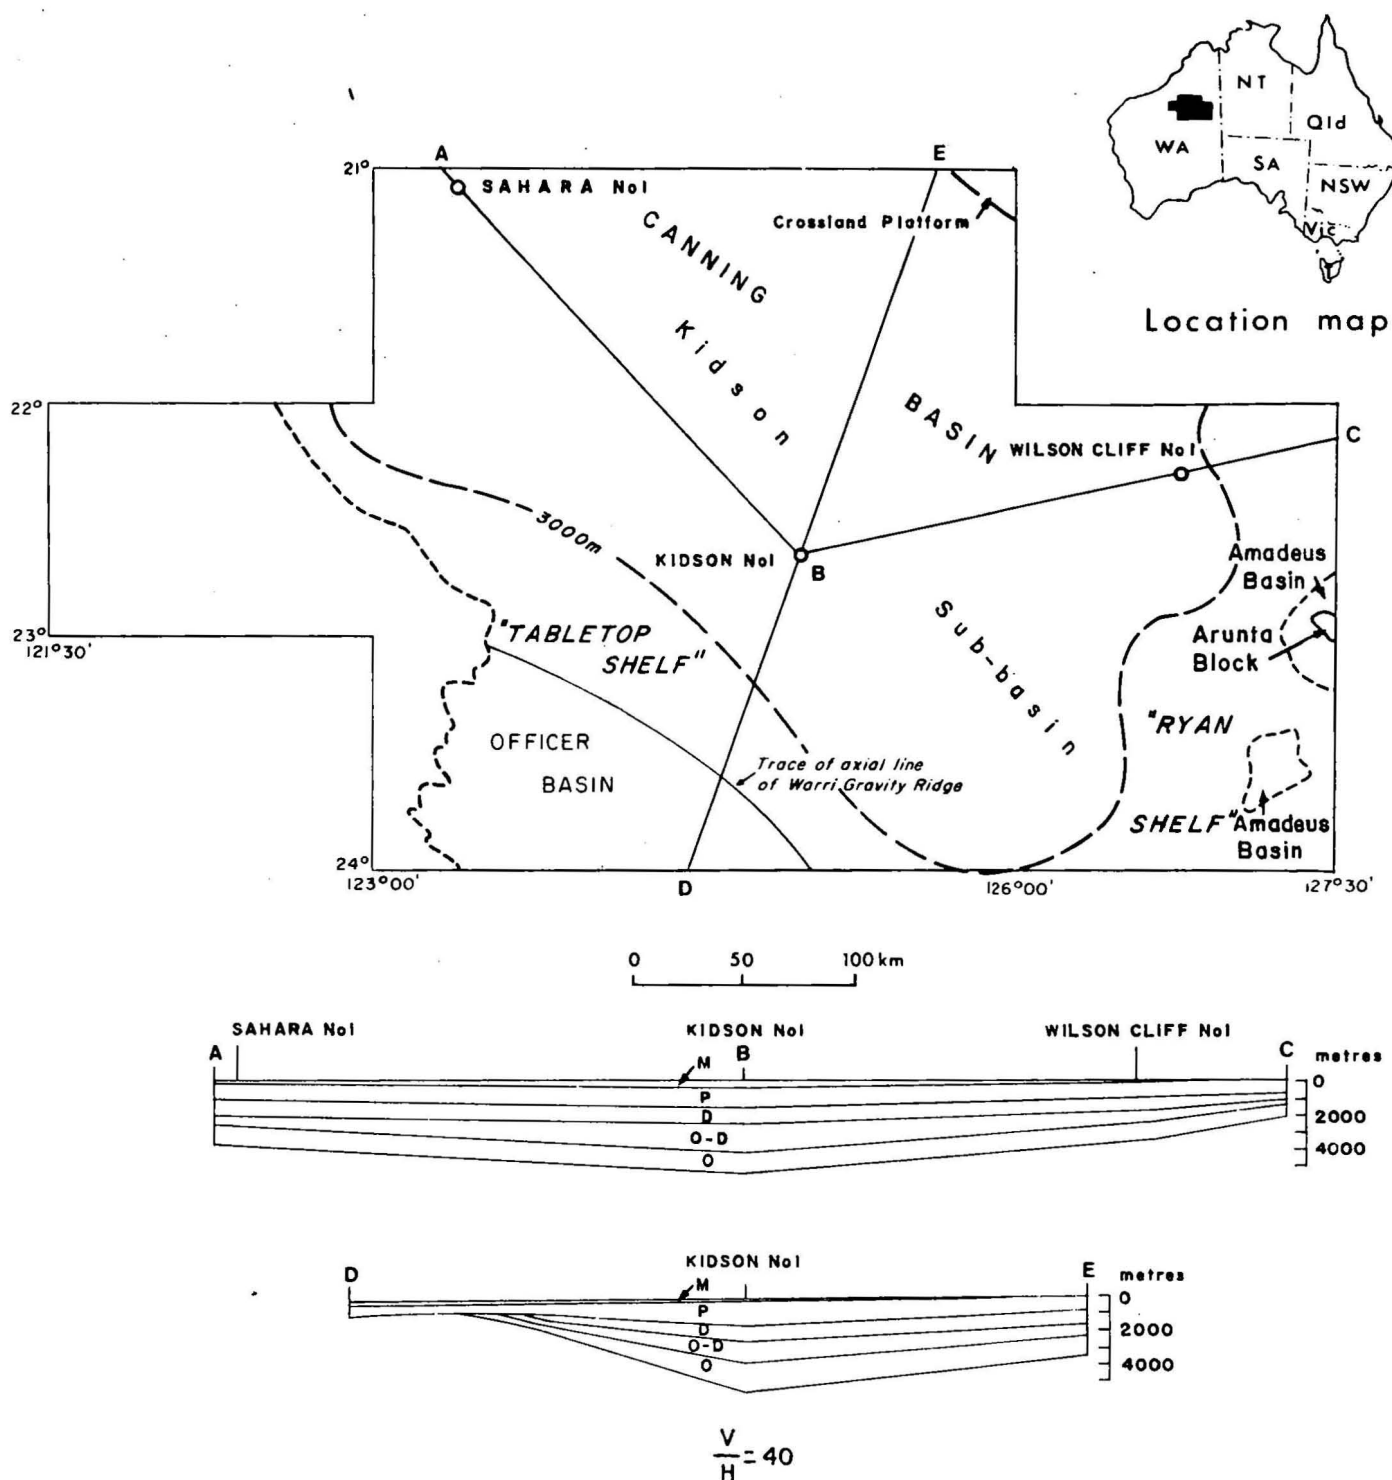 NT
Qld
WA
SA
NSW
Vic
Location map
A
E
21°
SAHARA No1
Crossland Platform
CANNING
Kidson
22°
BASIN
WILSON CLIFF No1
C
3000m
KIDSON No1
B
Amadeus
Basin
Sub-basin
23°
121°30'
"TABLETOP
SHELF"
Arunta
Block
"RYAN
OFFICER
BASIN
Trace of axial line
of Warri Gravity Ridge
SHELF"
Amadeus
Basin
24°
123°00'
D
126°00'
127°30'
0 50 100 km
SAHARA No1 KIDSON No1 WILSON CLIFF No1
A M B C metres
0
P
D
2000
O-D
4000
O
KIDSON No1
D M E metres
0
P
D
2000
O-D
4000
O
V
H = 40